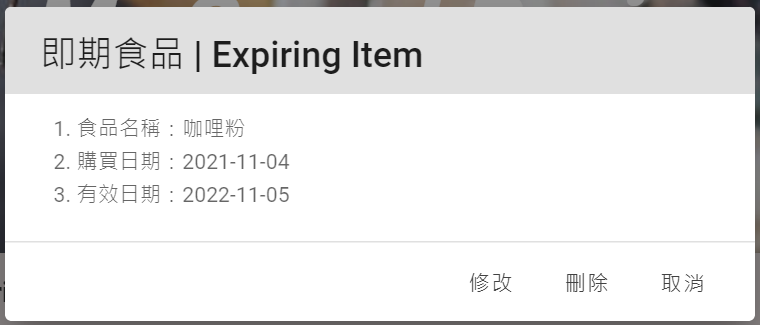 即期食品 | Expiring Item
1. 食品名稱：咖哩粉
2. 購買日期：2021-11-04
3. 有效日期：2022-11-05
修改 刪除 取消